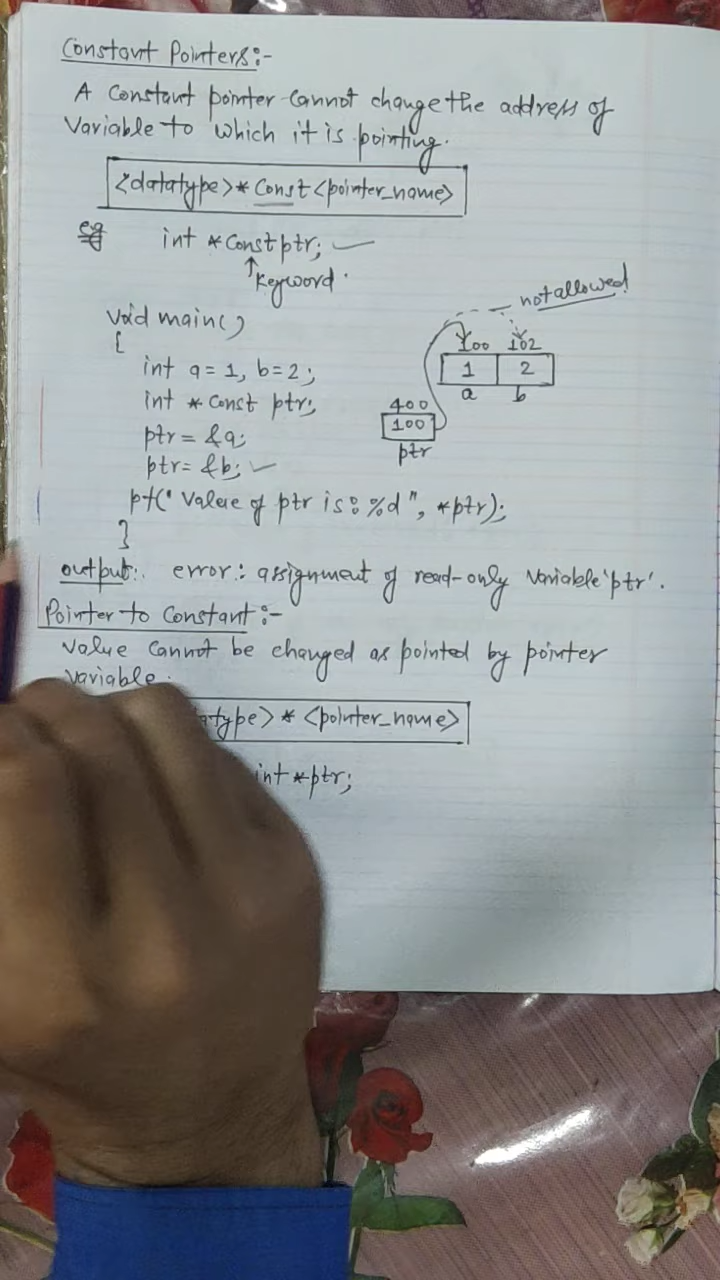 Constant Pointers:-
A Constant pointer cannot change the address of
Variable to which it is pointing.
<datatype>* Const <pointer_name>
eg int *Const ptr;
↑ keyword.
not allowed
void main()
{
100 102
int a=1, b=2;
1 2
a b
int * Const ptr;
400
100
ptr
ptr = &a;
ptr= &b;
pf(" Value of ptr is: %d", *ptr);
}
output:. error: assignment of read-only variable 'ptr'.
Pointer to Constant:-
Value cannot be changed as pointed by pointer
variable.
atype> * <pointer_name>
int *ptr;